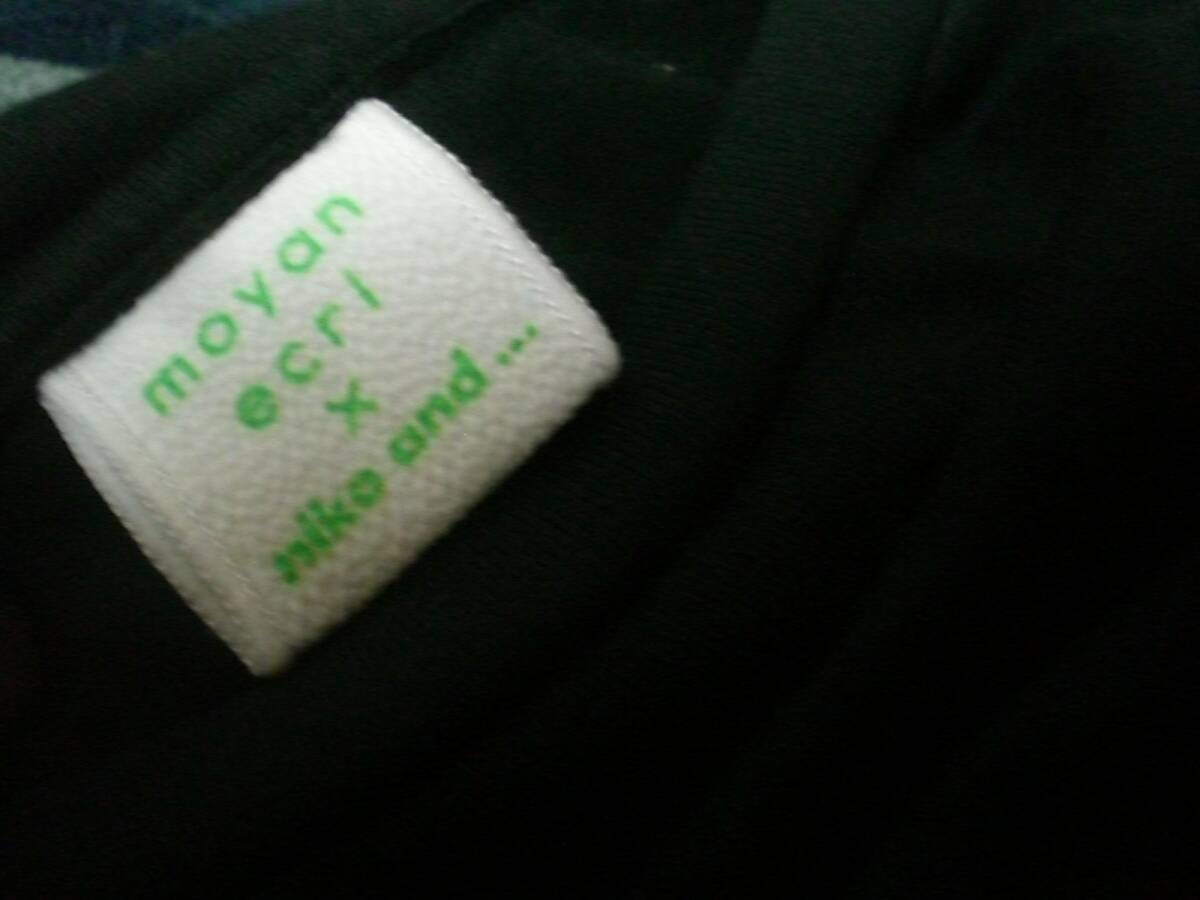 moyan
ecri
x
niko and ...